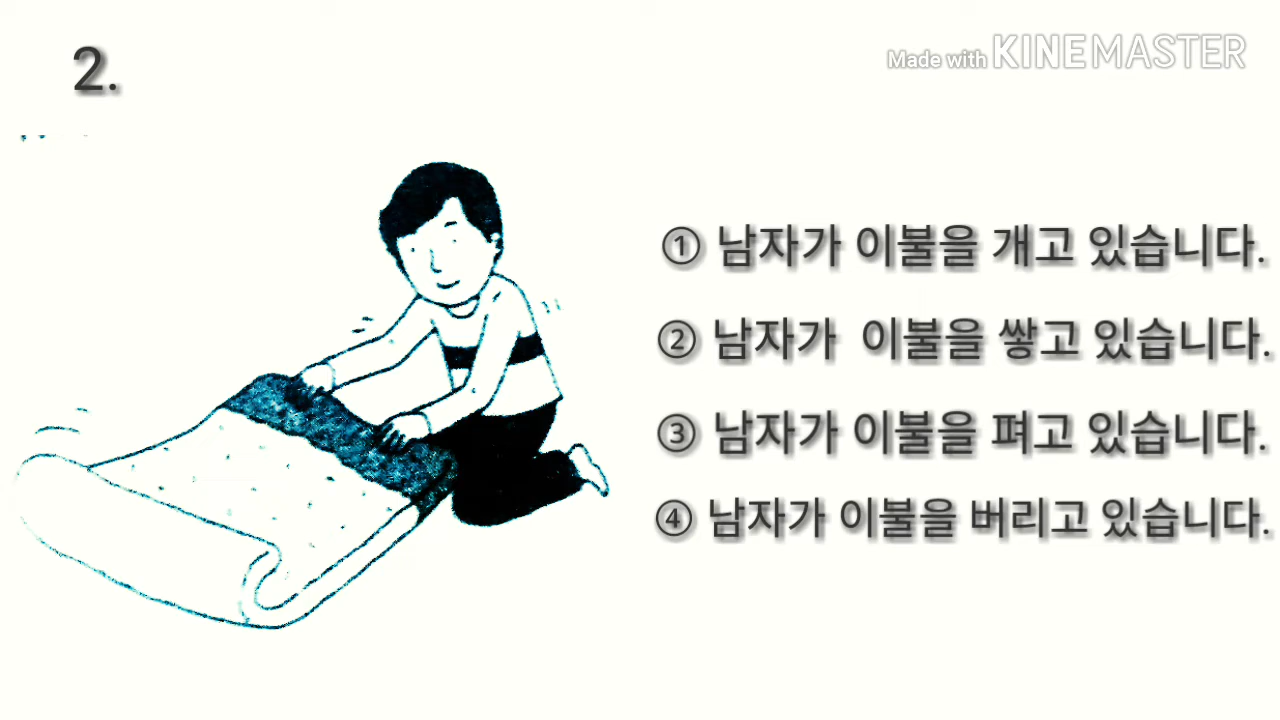 2.
Made with KINEMASTER
① 남자가 이불을 개고 있습니다.
② 남자가 이불을 쌓고 있습니다.
③ 남자가 이불을 펴고 있습니다.
④ 남자가 이불을 버리고 있습니다.